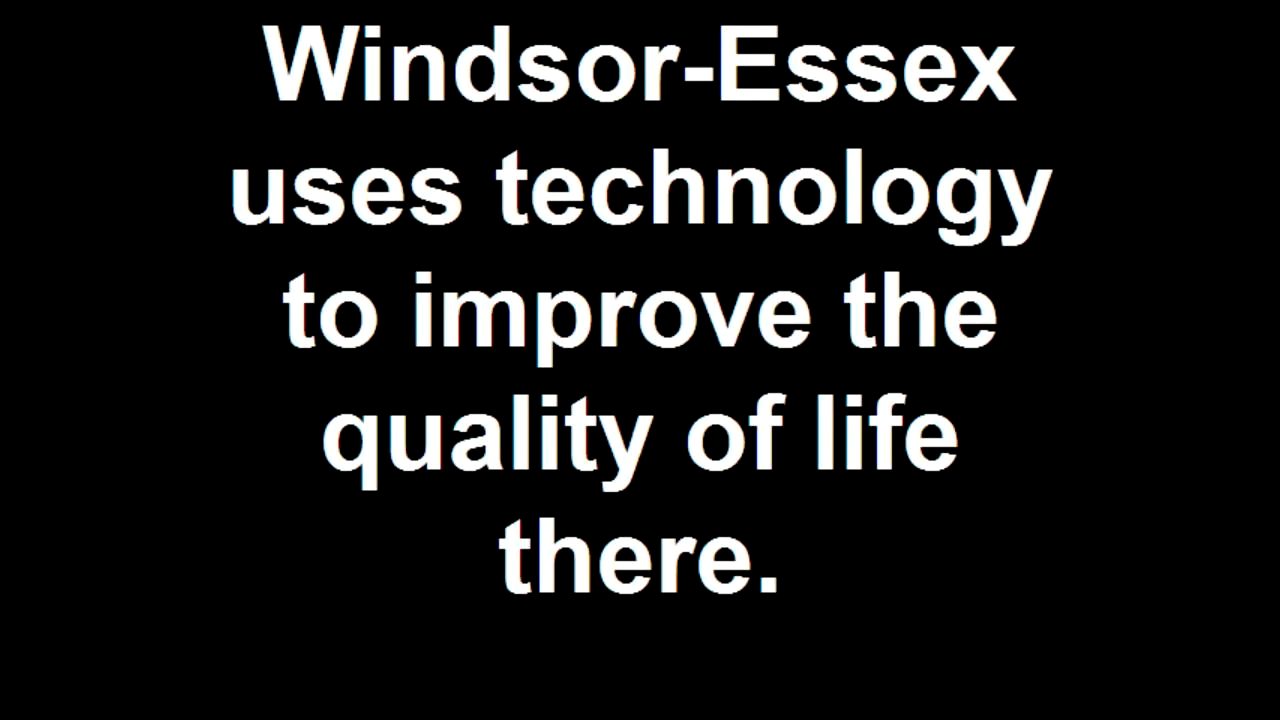 Windsor-Essex
uses technology
to improve the
quality of life
there.